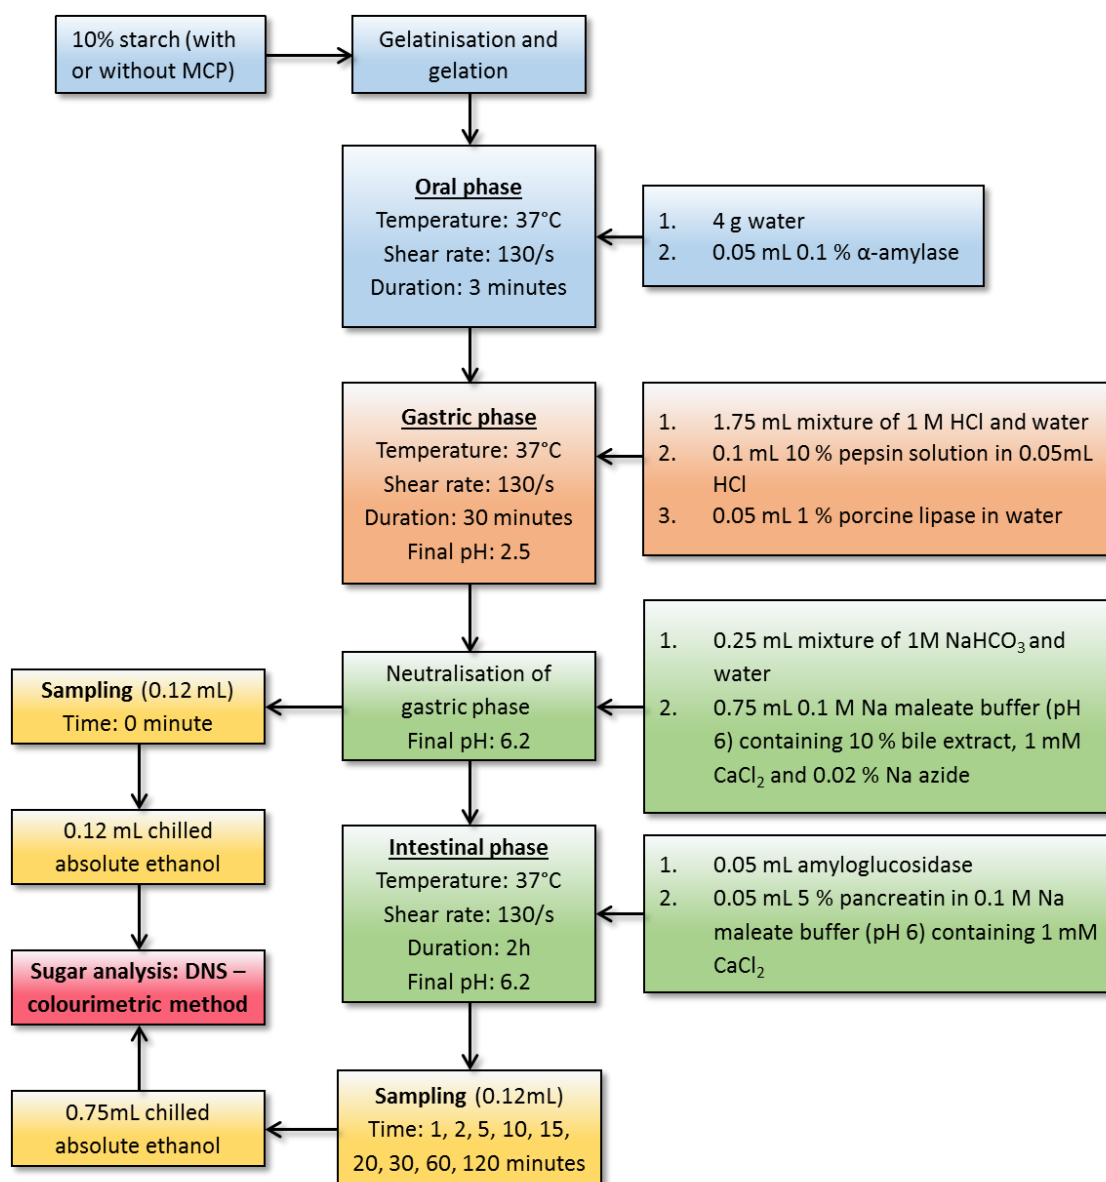 10% starch (with
or without MCP)
Gelatinisation and
gelation
Oral phase
Temperature: 37°C
Shear rate: 130/s
Duration: 3 minutes
1. 4 g water
2. 0.05 mL 0.1 % α-amylase
Gastric phase
Temperature: 37°C
Shear rate: 130/s
Duration: 30 minutes
Final pH: 2.5
1. 1.75 mL mixture of 1 M HCl and water
2. 0.1 mL 10 % pepsin solution in 0.05mL
HCl
3. 0.05 mL 1 % porcine lipase in water
Neutralisation of
gastric phase
Final pH: 6.2
1. 0.25 mL mixture of 1M NaHCO₃ and
water
2. 0.75 mL 0.1 M Na maleate buffer (pH
6) containing 10 % bile extract, 1 mM
CaCl₂ and 0.02 % Na azide
Sampling (0.12 mL)
Time: 0 minute
0.12 mL chilled
absolute ethanol
Intestinal phase
Temperature: 37°C
Shear rate: 130/s
Duration: 2h
Final pH: 6.2
1. 0.05 mL amyloglucosidase
2. 0.05 mL 5 % pancreatin in 0.1 M Na
maleate buffer (pH 6) containing 1 mM
CaCl₂
Sugar analysis: DNS –
colourimetric method
0.75mL chilled
absolute ethanol
Sampling (0.12mL)
Time: 1, 2, 5, 10, 15,
20, 30, 60, 120 minutes